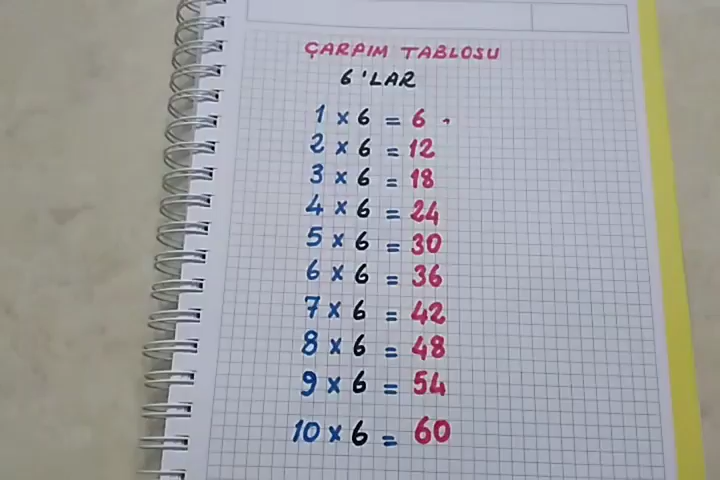 ÇARPIM TABLOSU
6'LAR
1 x 6 = 6
2 x 6 = 12
3 x 6 = 18
4 x 6 = 24
5 x 6 = 30
6 x 6 = 36
7 x 6 = 42
8 x 6 = 48
9 x 6 = 54
10 x 6 = 60